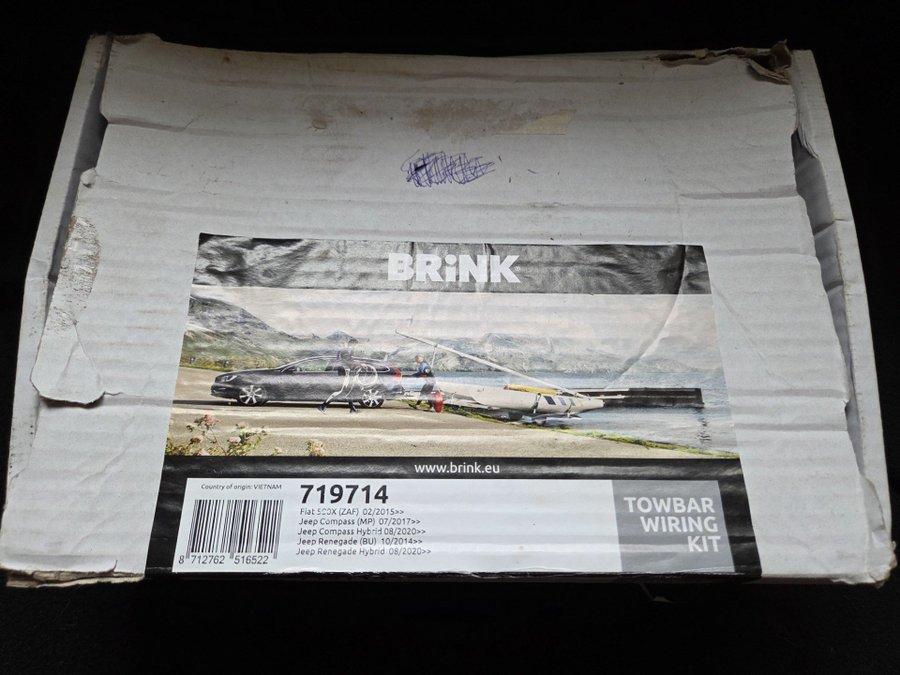 BRiNK
www.brink.eu
Country of origin: VIETNAM
719714
Fiat 500X (ZAF) 02/2015>>
Jeep Compass (MP) 07/2017>>
Jeep Compass Hybrid 08/2020>>
Jeep Renegade (BU) 10/2014>>
Jeep Renegade Hybrid 08/2020>>
8 712762 516522
TOWBAR
WIRING
KIT